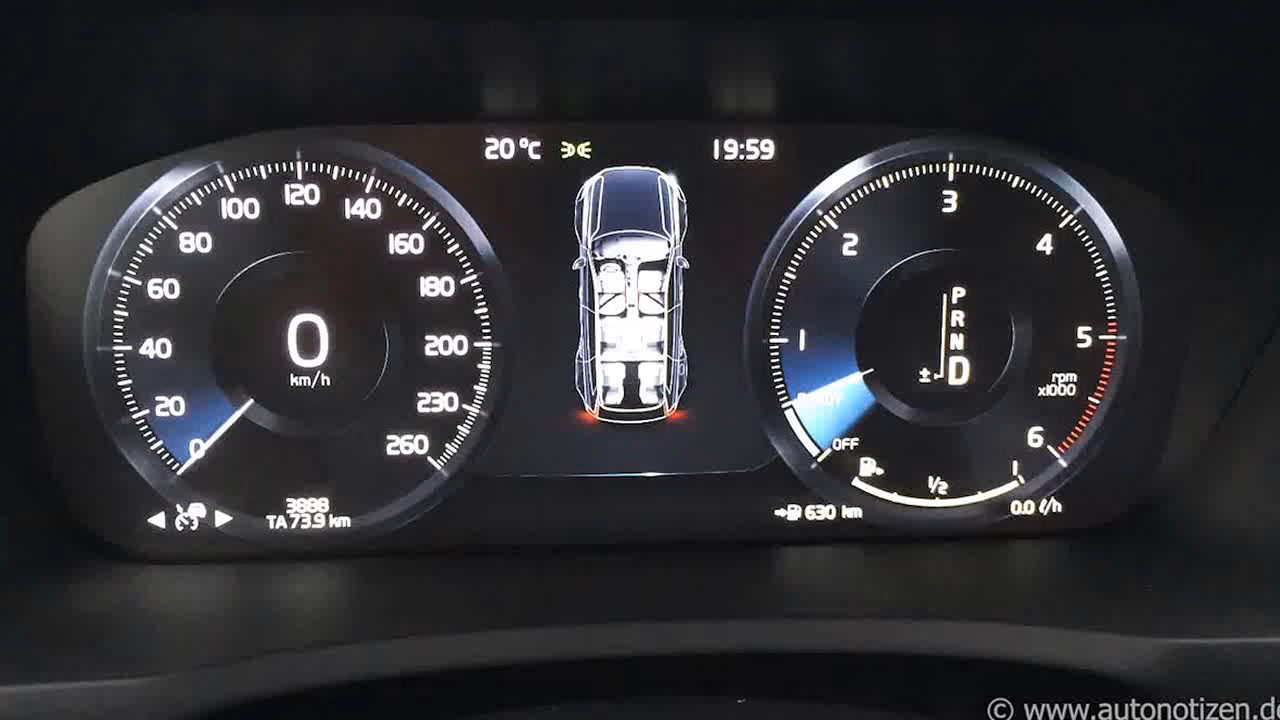 20 °C
19:59
0
20
40
60
80
100
120
140
160
180
200
230
260
0
km/h
3888
TA 73.9 km
OFF
1
2
3
4
5
6
rpm
x1000
P
R
N
D
±
1/2
1
630 km
0.0 ℓ/h
© www.autonotizen.de